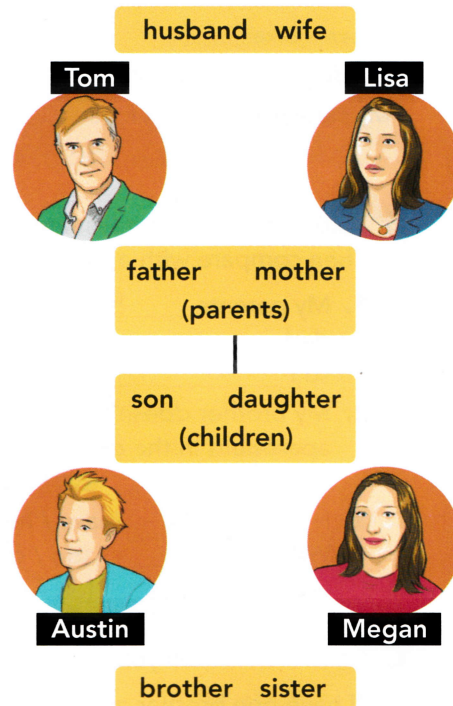 husband wife
Tom Lisa
father mother
(parents)
son daughter
(children)
Austin Megan
brother sister